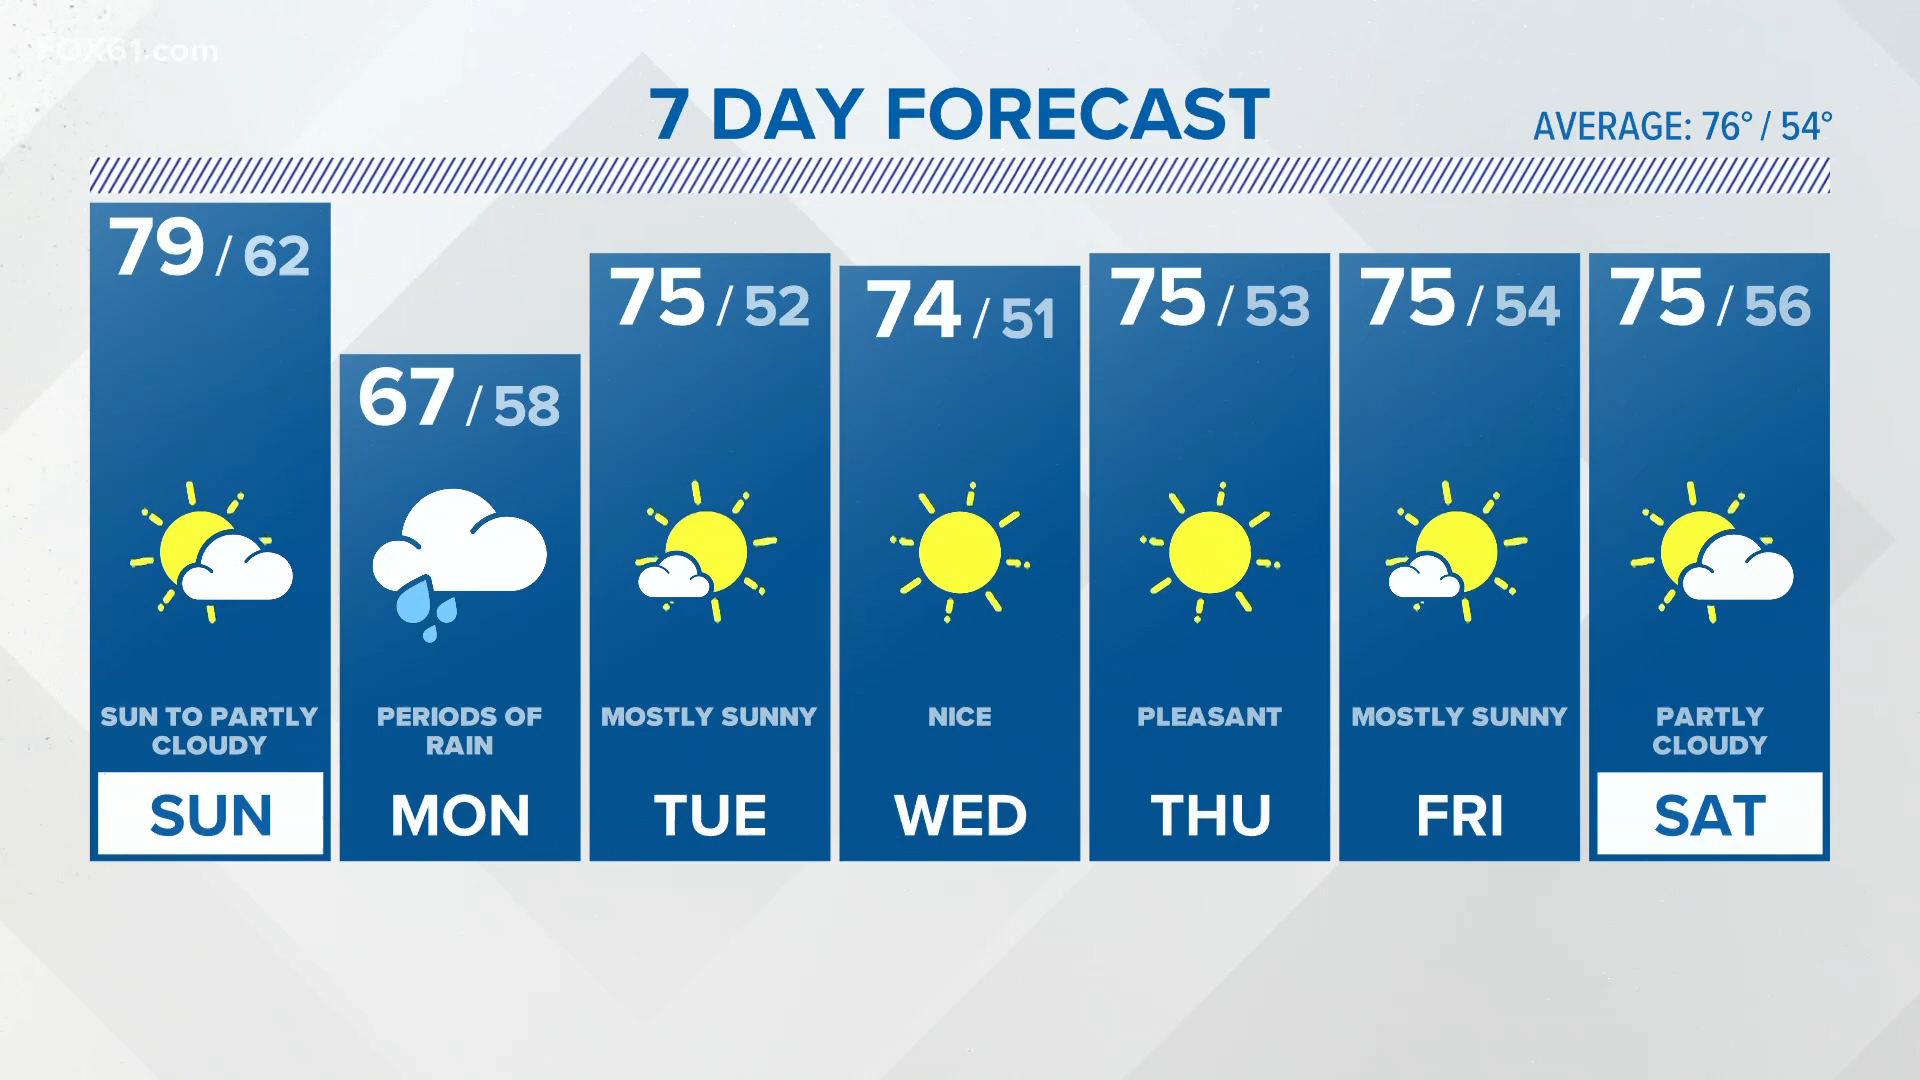 FOX61.com
7 DAY FORECAST
AVERAGE: 76° / 54°
79 / 62
SUN TO PARTLY
CLOUDY
SUN
67 / 58
PERIODS OF
RAIN
MON
75 / 52
MOSTLY SUNNY
TUE
74 / 51
NICE
WED
75 / 53
PLEASANT
THU
75 / 54
MOSTLY SUNNY
FRI
75 / 56
PARTLY
CLOUDY
SAT